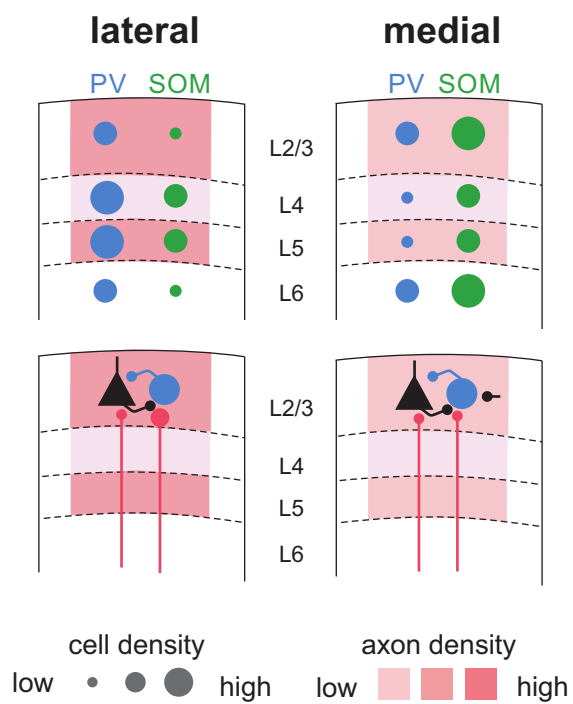 lateral
medial
PV SOM
PV SOM
L2/3
L4
L5
L6
L2/3
L4
L5
L6
cell density
low
high
axon density
low
high